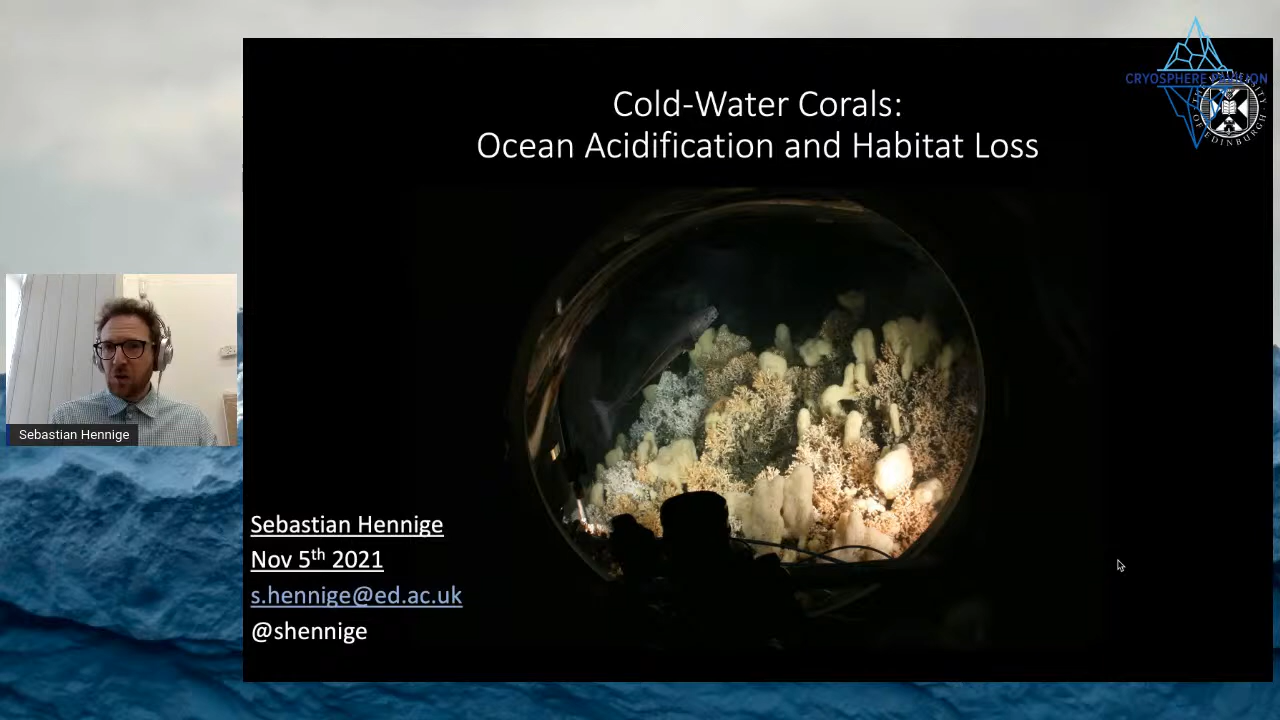 Cold-Water Corals:
Ocean Acidification and Habitat Loss
Sebastian Hennige
Sebastian Hennige
Nov 5th 2021
s.hennige@ed.ac.uk
@shennige